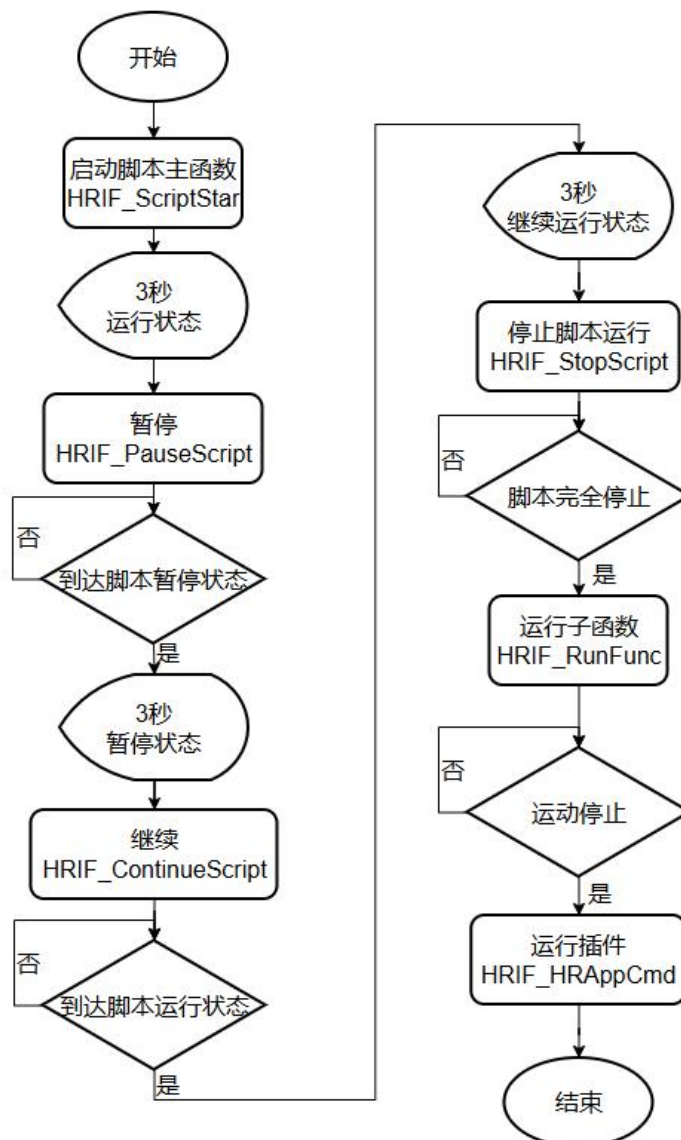 开始
启动脚本主函数
HRIF_ScriptStar
3秒
运行状态
暂停
HRIF_PauseScript
否
到达脚本暂停状态
是
3秒
暂停状态
继续
HRIF_ContinueScript
否
到达脚本运行状态
是
3秒
继续运行状态
停止脚本运行
HRIF_StopScript
否
脚本完全停止
是
运行子函数
HRIF_RunFunc
否
运动停止
是
运行插件
HRIF_HRAppCmd
结束